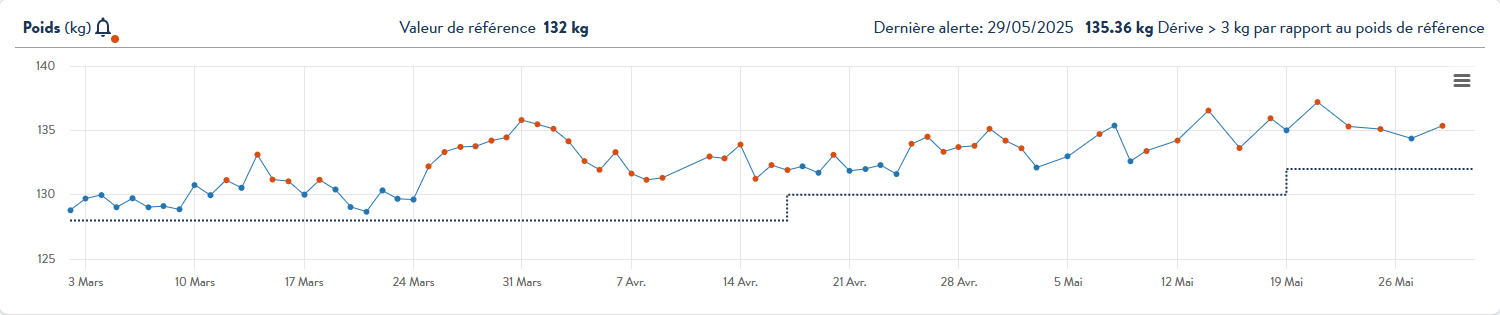 Poids (kg) Valeur de référence 132 kg Dernière alerte: 29/05/2025 135.36 kg Dérive > 3 kg par rapport au poids de référence
140
135
130
125
3 Mars 10 Mars 17 Mars 24 Mars 31 Mars 7 Avr. 14 Avr. 21 Avr. 28 Avr. 5 Mai 12 Mai 19 Mai 26 Mai